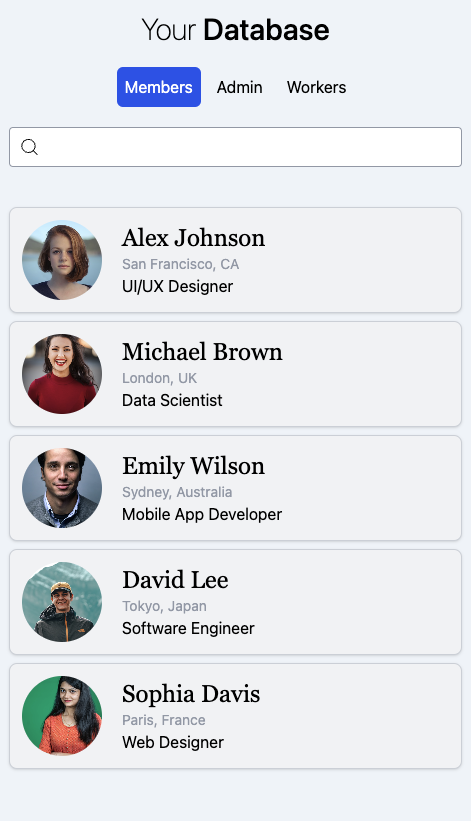 Your Database
Members Admin Workers
Alex Johnson
San Francisco, CA
UI/UX Designer
Michael Brown
London, UK
Data Scientist
Emily Wilson
Sydney, Australia
Mobile App Developer
David Lee
Tokyo, Japan
Software Engineer
Sophia Davis
Paris, France
Web Designer